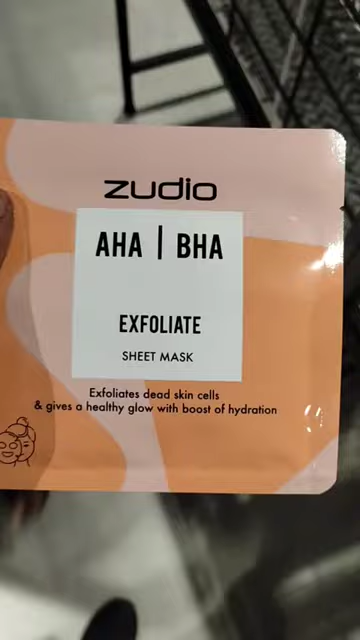 zudio
AHA | BHA
EXFOLIATE
SHEET MASK
Exfoliates dead skin cells
& gives a healthy glow with boost of hydration